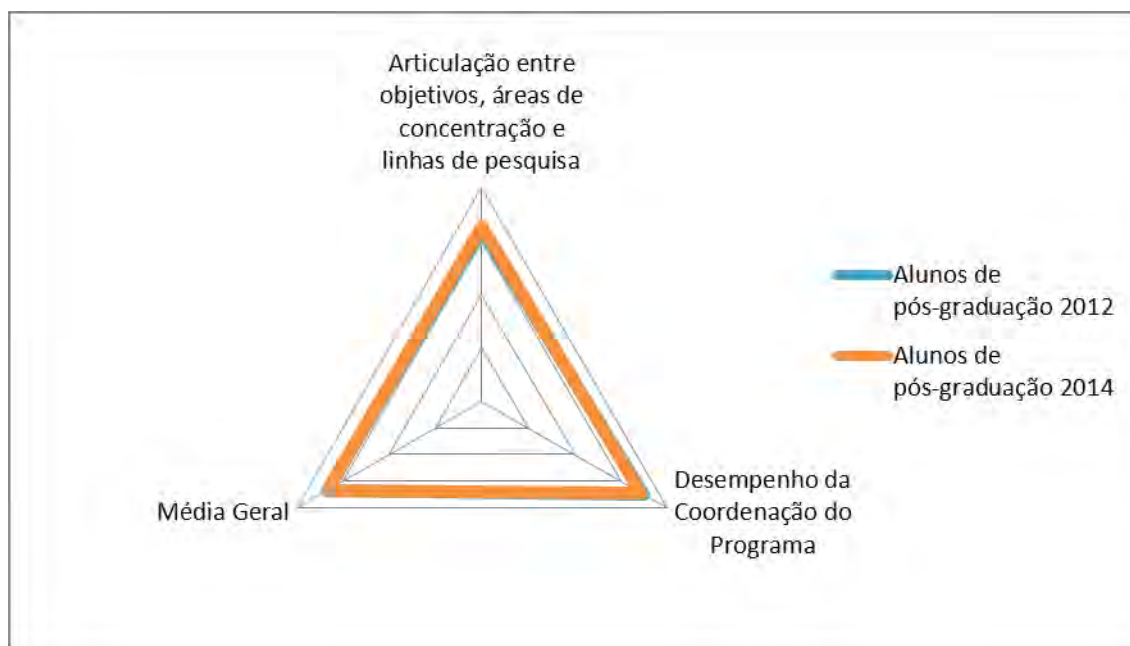 Articulação entre
objetivos, áreas de
concentração e
linhas de pesquisa
Alunos de
pós-graduação 2012
Alunos de
pós-graduação 2014
Média Geral
Desempenho da
Coordenação do
Programa